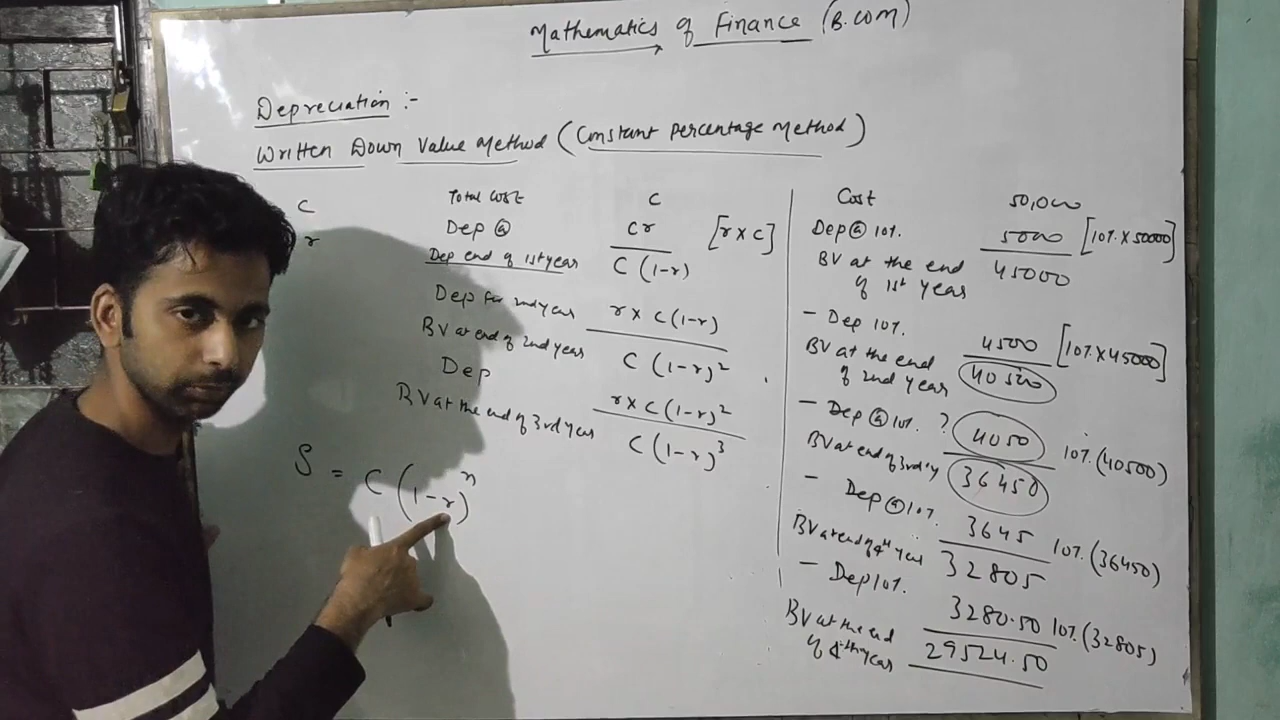 Mathematics of Finance (B.COM)
Depreciation :-
Written Down Value Method (Constant Percentage Method)
C
r
Total Cost C
Dep @ cr [r×c]
Dep end of 1st year C (1-r)
Dep for 2nd year r × C (1-r)
BV at end of 2nd year C (1-r)²
Dep r × C (1-r)²
BV at the end of 3rd year C (1-r)³
S = C (1-r)ⁿ
Cost 50,000
Dep @ 10%. 5000 [10% × 50000]
BV at the end 45000
of 1st year
- Dep 10%. 4500 [10% × 45000]
BV at the end 40500
of 2nd year
- Dep @ 10%. ? 4050 10% (40500)
BV at end of 3rd y 36450
- Dep @ 10%. 3645 10% (36450)
BV at end of 4th year 32805
- Dep 10%. 3280.50 10% (32805)
BV at the end 29524.50
of year